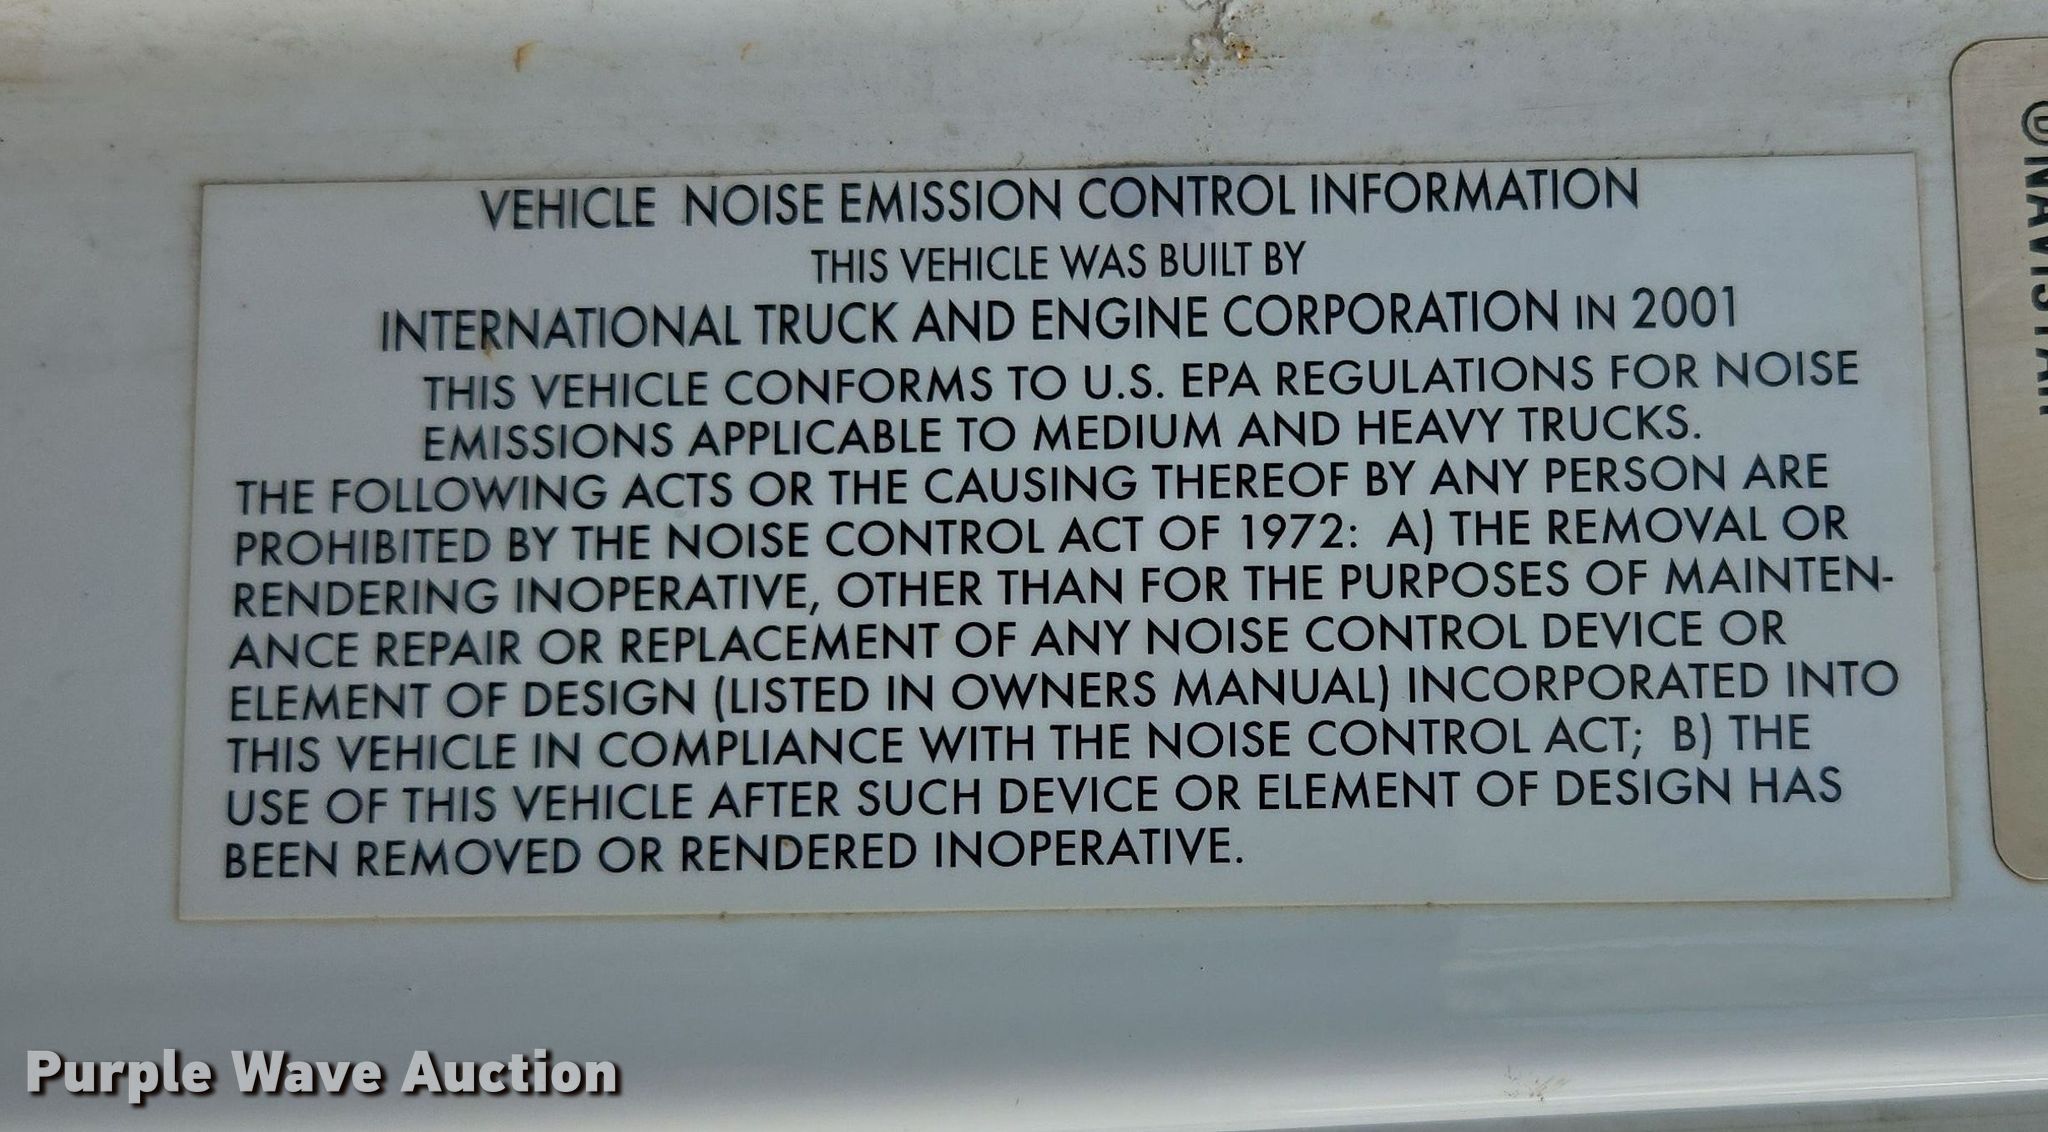 VEHICLE NOISE EMISSION CONTROL INFORMATION
THIS VEHICLE WAS BUILT BY
INTERNATIONAL TRUCK AND ENGINE CORPORATION IN 2001
THIS VEHICLE CONFORMS TO U.S. EPA REGULATIONS FOR NOISE
EMISSIONS APPLICABLE TO MEDIUM AND HEAVY TRUCKS.
THE FOLLOWING ACTS OR THE CAUSING THEREOF BY ANY PERSON ARE
PROHIBITED BY THE NOISE CONTROL ACT OF 1972: A) THE REMOVAL OR
RENDERING INOPERATIVE, OTHER THAN FOR THE PURPOSES OF MAINTEN-
ANCE REPAIR OR REPLACEMENT OF ANY NOISE CONTROL DEVICE OR
ELEMENT OF DESIGN (LISTED IN OWNERS MANUAL) INCORPORATED INTO
THIS VEHICLE IN COMPLIANCE WITH THE NOISE CONTROL ACT; B) THE
USE OF THIS VEHICLE AFTER SUCH DEVICE OR ELEMENT OF DESIGN HAS
BEEN REMOVED OR RENDERED INOPERATIVE.
NAVISTAR
Purple Wave Auction